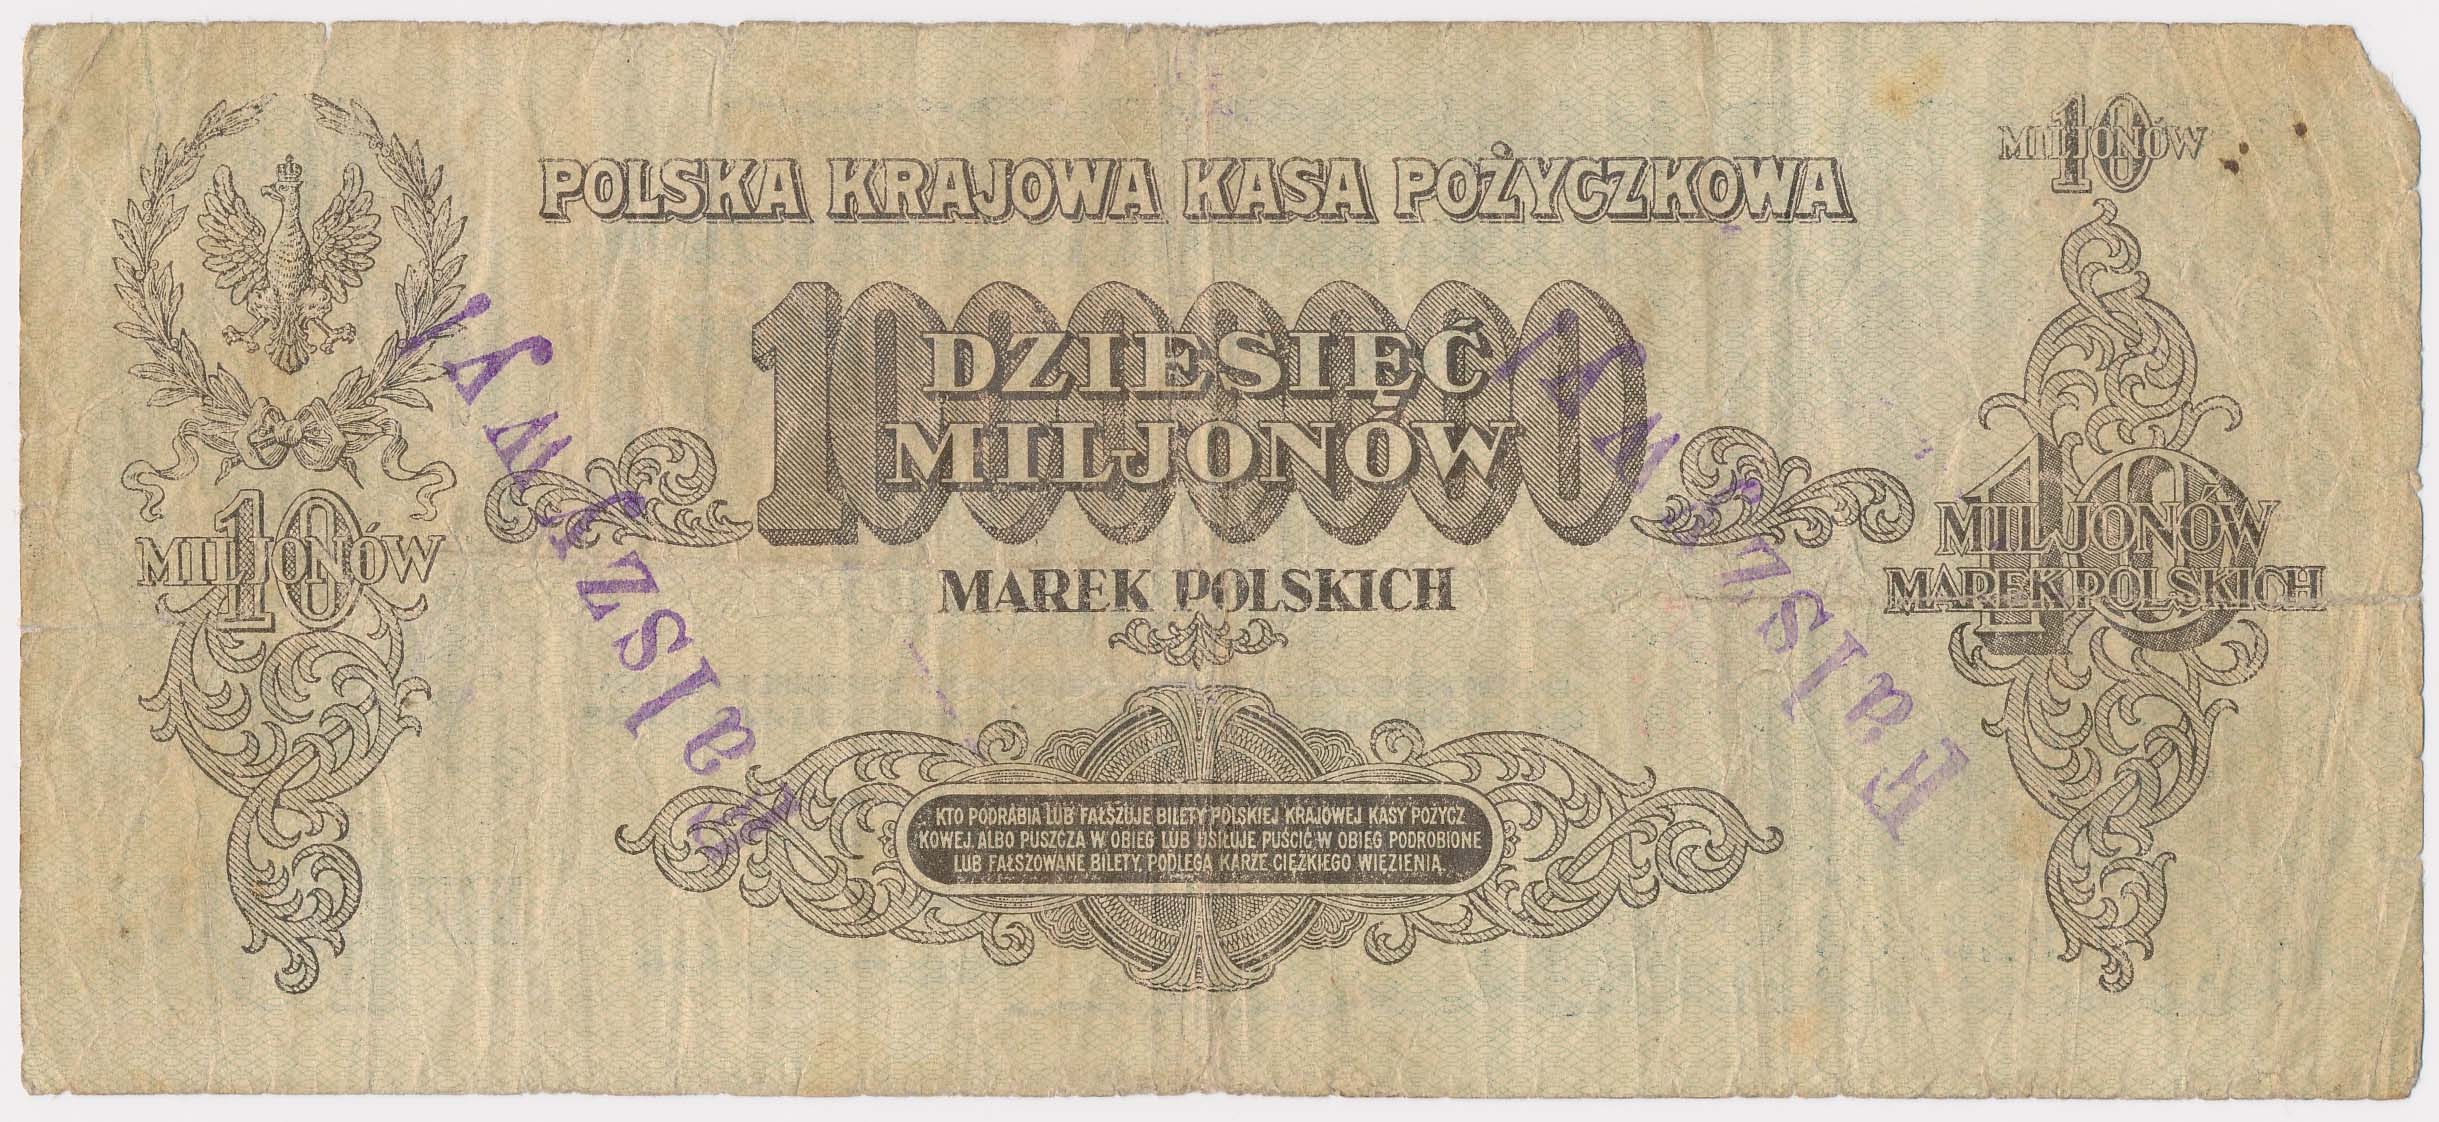 POLSKA KRAJOWA KASA POŻYCZKOWA
10 MILJONÓW
10000000
DZIESIĘĆ
MILJONÓW
MAREK POLSKICH
10 MILJONÓW
10
MILJONÓW
MAREK POLSKICH
Fałszywy!
Fałszywy!
KTO PODRABIA LUB FAŁSZUJE BILETY POLSKIEJ KRAJOWEJ KASY POŻYCZ
KOWEJ ALBO PUSZCZA W OBIEG LUB USIŁUJE PUŚCIĆ W OBIEG PODROBIONE
LUB FAŁSZOWANE BILETY, PODLEGA KARZE CIĘŻKIEGO WIĘZIENIA.